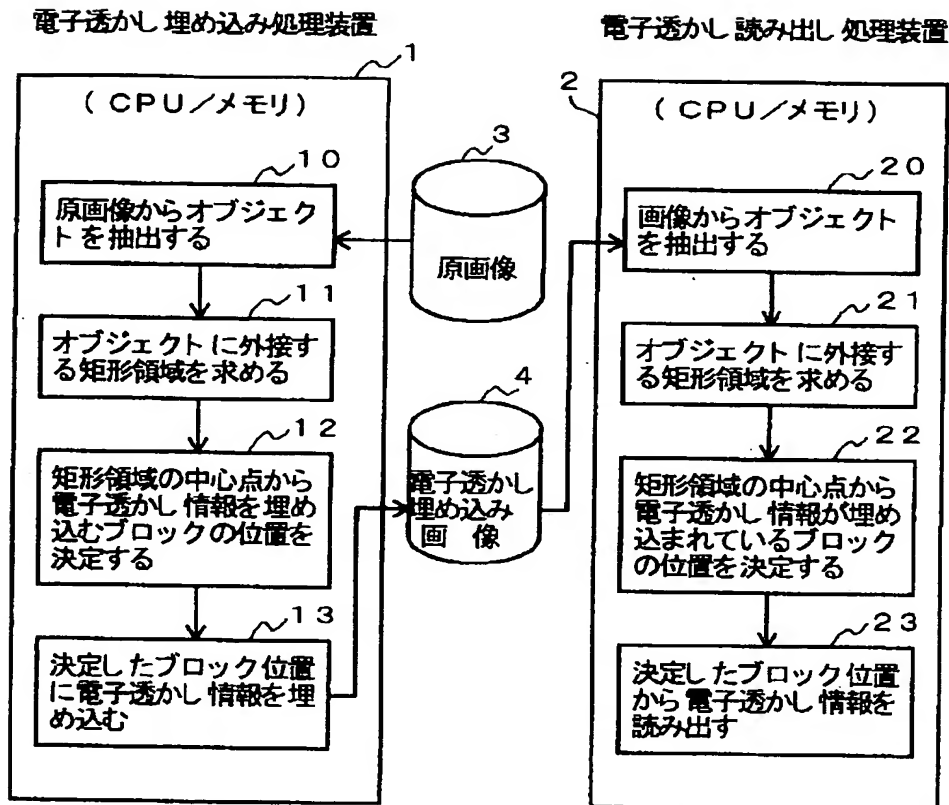 電子透かし埋め込み処理装置
1
(CPU/メモリ)
10
原画像からオブジェク
トを抽出する
11
オブジェクトに外接す
る矩形領域を求める
12
矩形領域の中心点から
電子透かし情報を埋め
込むブロックの位置を
決定する
13
決定したブロック位置
に電子透かし情報を埋
め込む
3
原画像
4
電子透かし
埋め込み
画像
電子透かし読み出し処理装置
2
(CPU/メモリ)
20
画像からオブジェクト
を抽出する
21
オブジェクトに外接す
る矩形領域を求める
22
矩形領域の中心点から
電子透かし情報が埋め
込まれているブロック
の位置を決定する
23
決定したブロック位置
から電子透かし情報を
読み出す